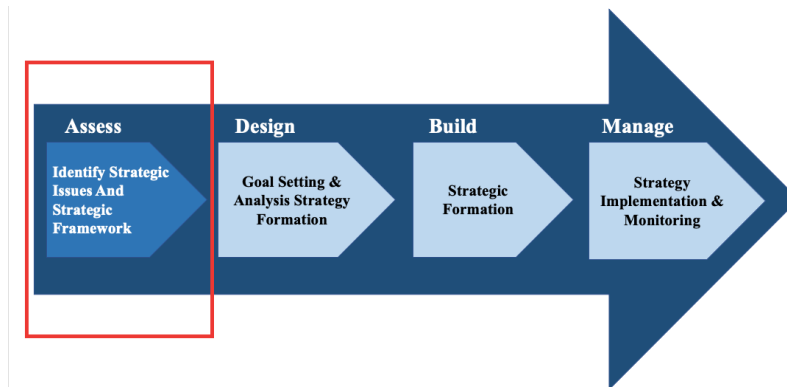 Assess
Identify Strategic
Issues And
Strategic
Framework
Design
Goal Setting &
Analysis Strategy
Formation
Build
Strategic
Formation
Manage
Strategy
Implementation &
Monitoring